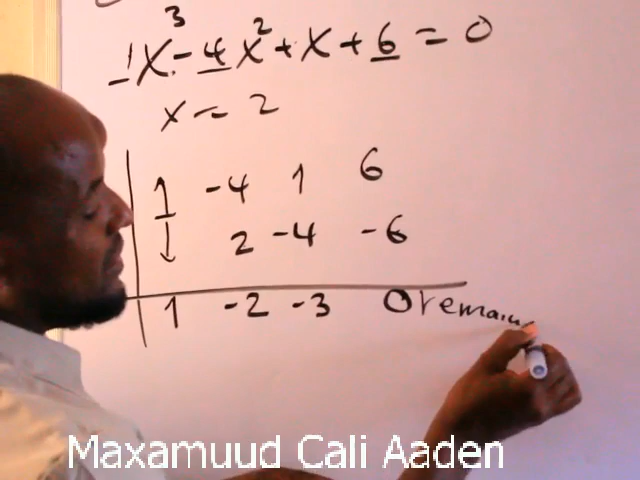 1x³ - 4x² + x + 6 = 0
x = 2
1 -4 1 6
2 -4 -6
1 -2 -3 0 remain
Maxamuud Cali Aaden